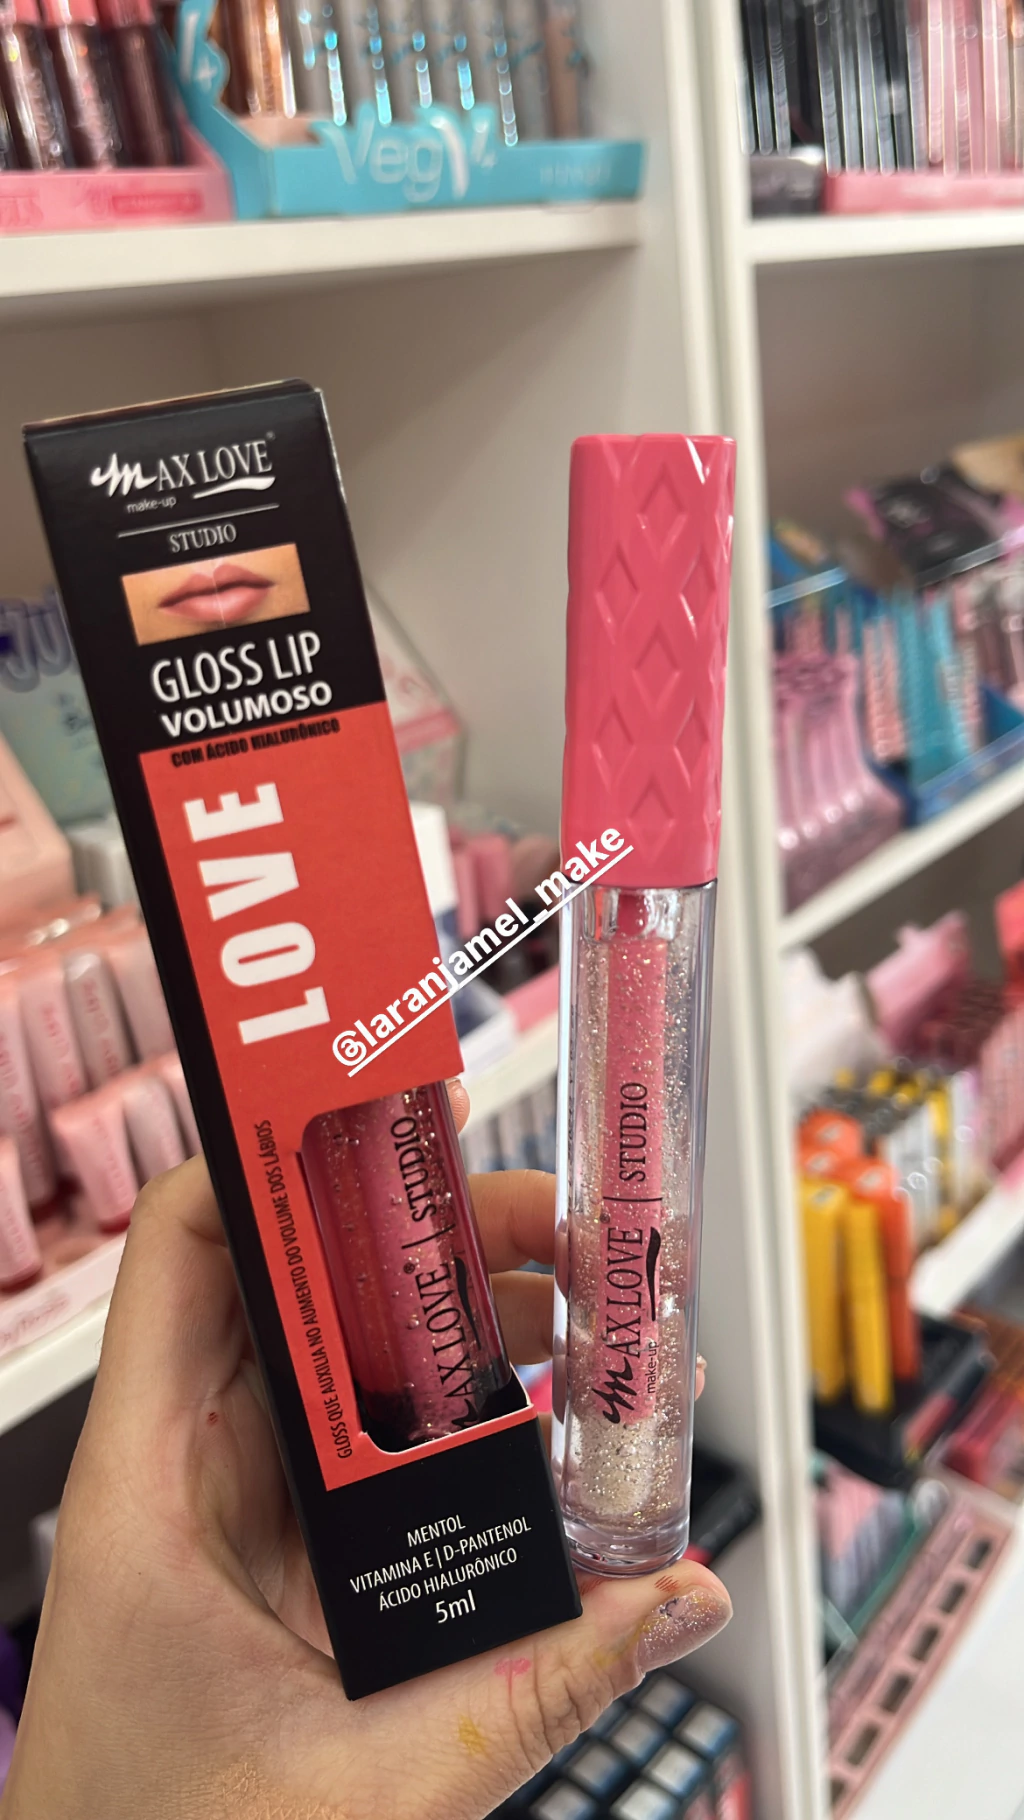 Vegy
MAX LOVE®
make-up
STUDIO
GLOSS LIP
VOLUMOSO
COM ÁCIDO HIALURÔNICO
LOVE
@laranjamel_make
GLOSS QUE AUXILIA NO AUMENTO DO VOLUME DOS LÁBIOS
MAX LOVE® | STUDIO
MENTOL
VITAMINA E | D-PANTENOL
ÁCIDO HIALURÔNICO
5ml
MAX LOVE® | STUDIO
make-up